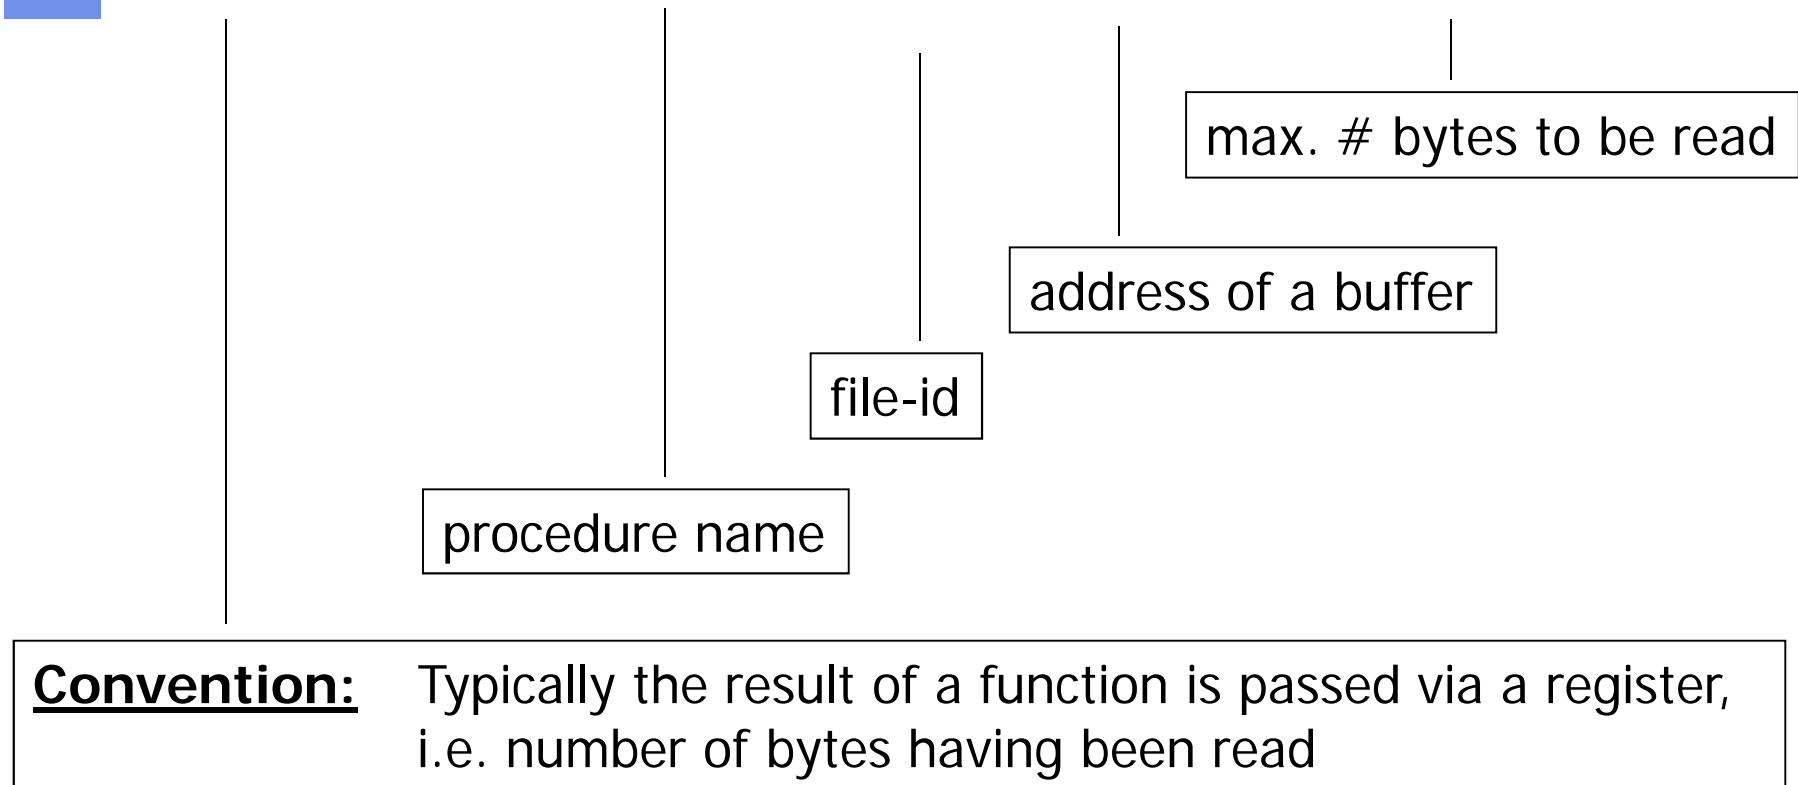 max. # bytes to be read
address of a buffer
file-id
procedure name
Convention: Typically the result of a function is passed via a register,
i.e. number of bytes having been read